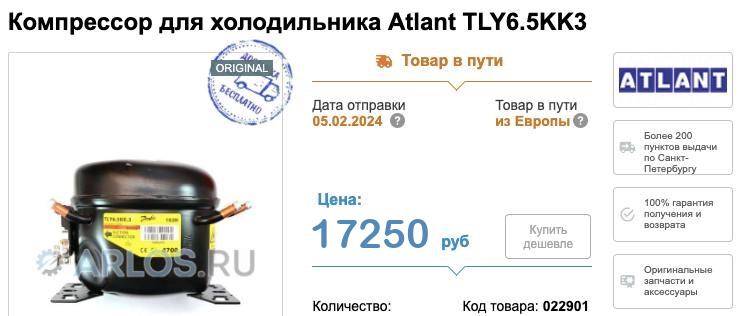 Компрессор для холодильника Atlant TLY6.5KK3
ДОСТАВКА
ORIGINAL
БЕСПЛАТНО
Товар в пути
Дата отправки
05.02.2024 ?
Товар в пути
из Европы ?
Цена:
17250 руб
Купить
дешевле
Количество:
Код товара: 022901
TLY6.5KK.3
Danfoss
ARLOS.RU
ATLANT
Более 200
пунктов выдачи
по Санкт-
Петербургу
100% гарантия
получения и
возврата
Оригинальные
запчасти и
аксессуары